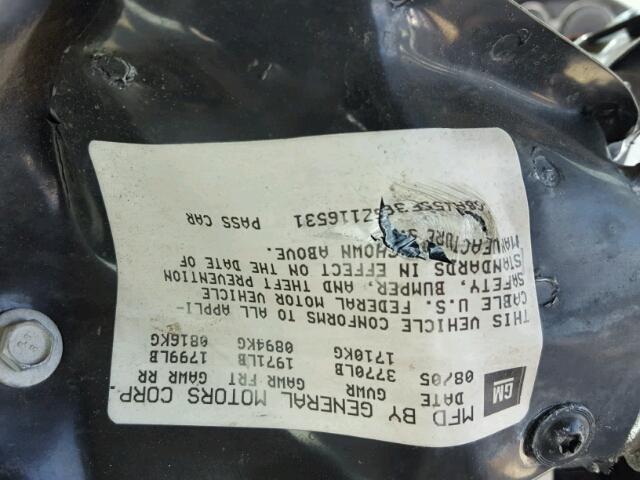 GM
MFD BY GENERAL MOTORS CORP.
DATE GVWR GAWR FRT GAWR RR
08/05 3770LB 1971LB 1799LB
1710KG 0894KG 0816KG
THIS VEHICLE CONFORMS TO ALL APPLI-
CABLE U.S. FEDERAL MOTOR VEHICLE
SAFETY, BUMPER, AND THEFT PREVENTION
STANDARDS IN EFFECT ON THE DATE OF
MANUFACTURE SHOWN ABOVE.
PASS CAR